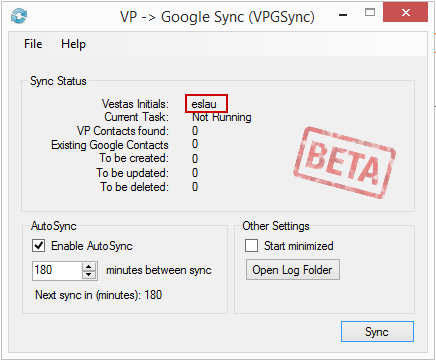 VP -> Google Sync (VPGSync)
File Help
Sync Status
Vestas Initials: eslau
Current Task: Not Running
VP Contacts found: 0
Existing Google Contacts 0
To be created: 0
To be updated: 0
To be deleted: 0
BETA
AutoSync
Enable AutoSync
180 minutes between sync
Next sync in (minutes): 180
Other Settings
Start minimized
Open Log Folder
Sync